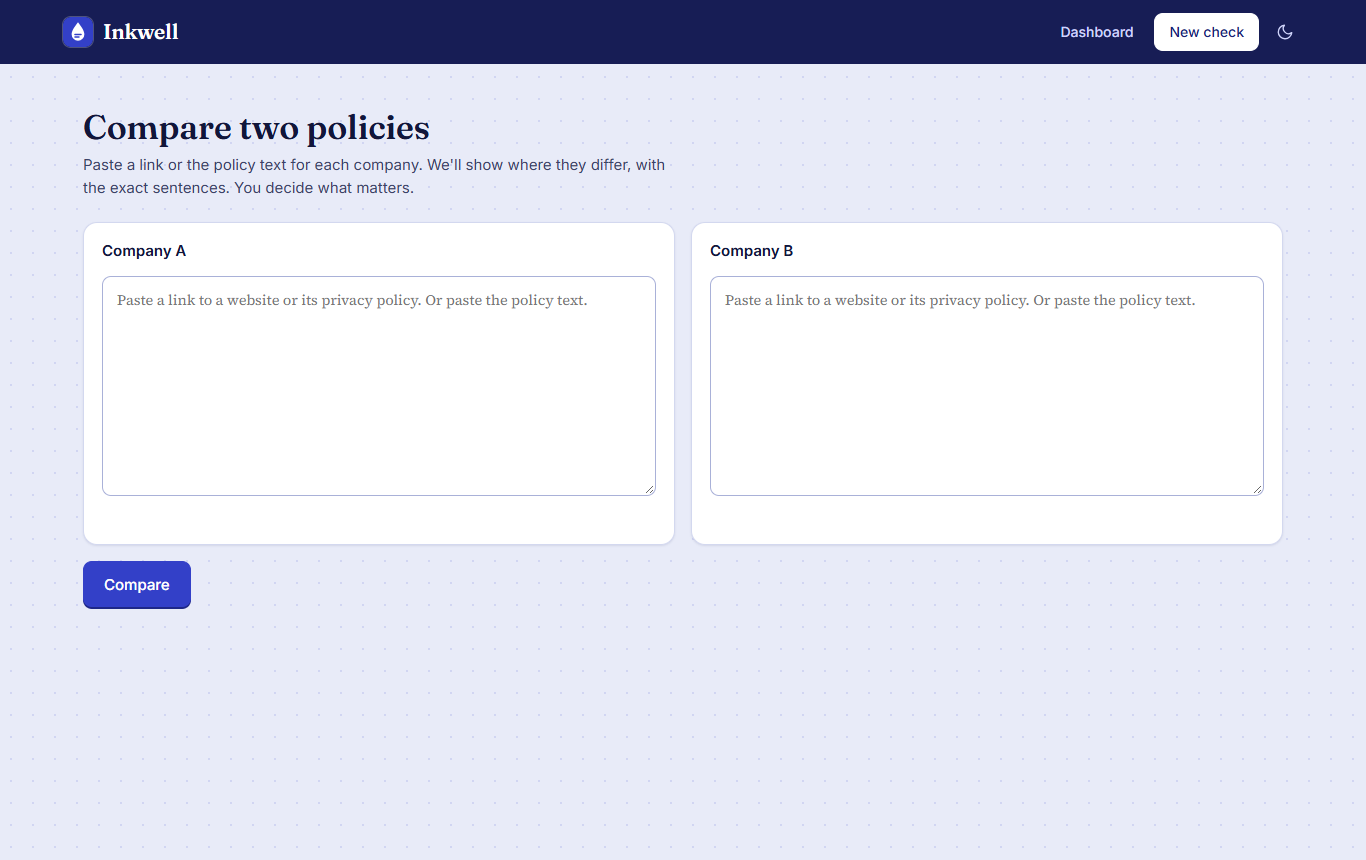 Inkwell
Dashboard
New check
Compare two policies
Paste a link or the policy text for each company. We'll show where they differ, with
the exact sentences. You decide what matters.
Company A
Paste a link to a website or its privacy policy. Or paste the policy text.
Company B
Paste a link to a website or its privacy policy. Or paste the policy text.
Compare